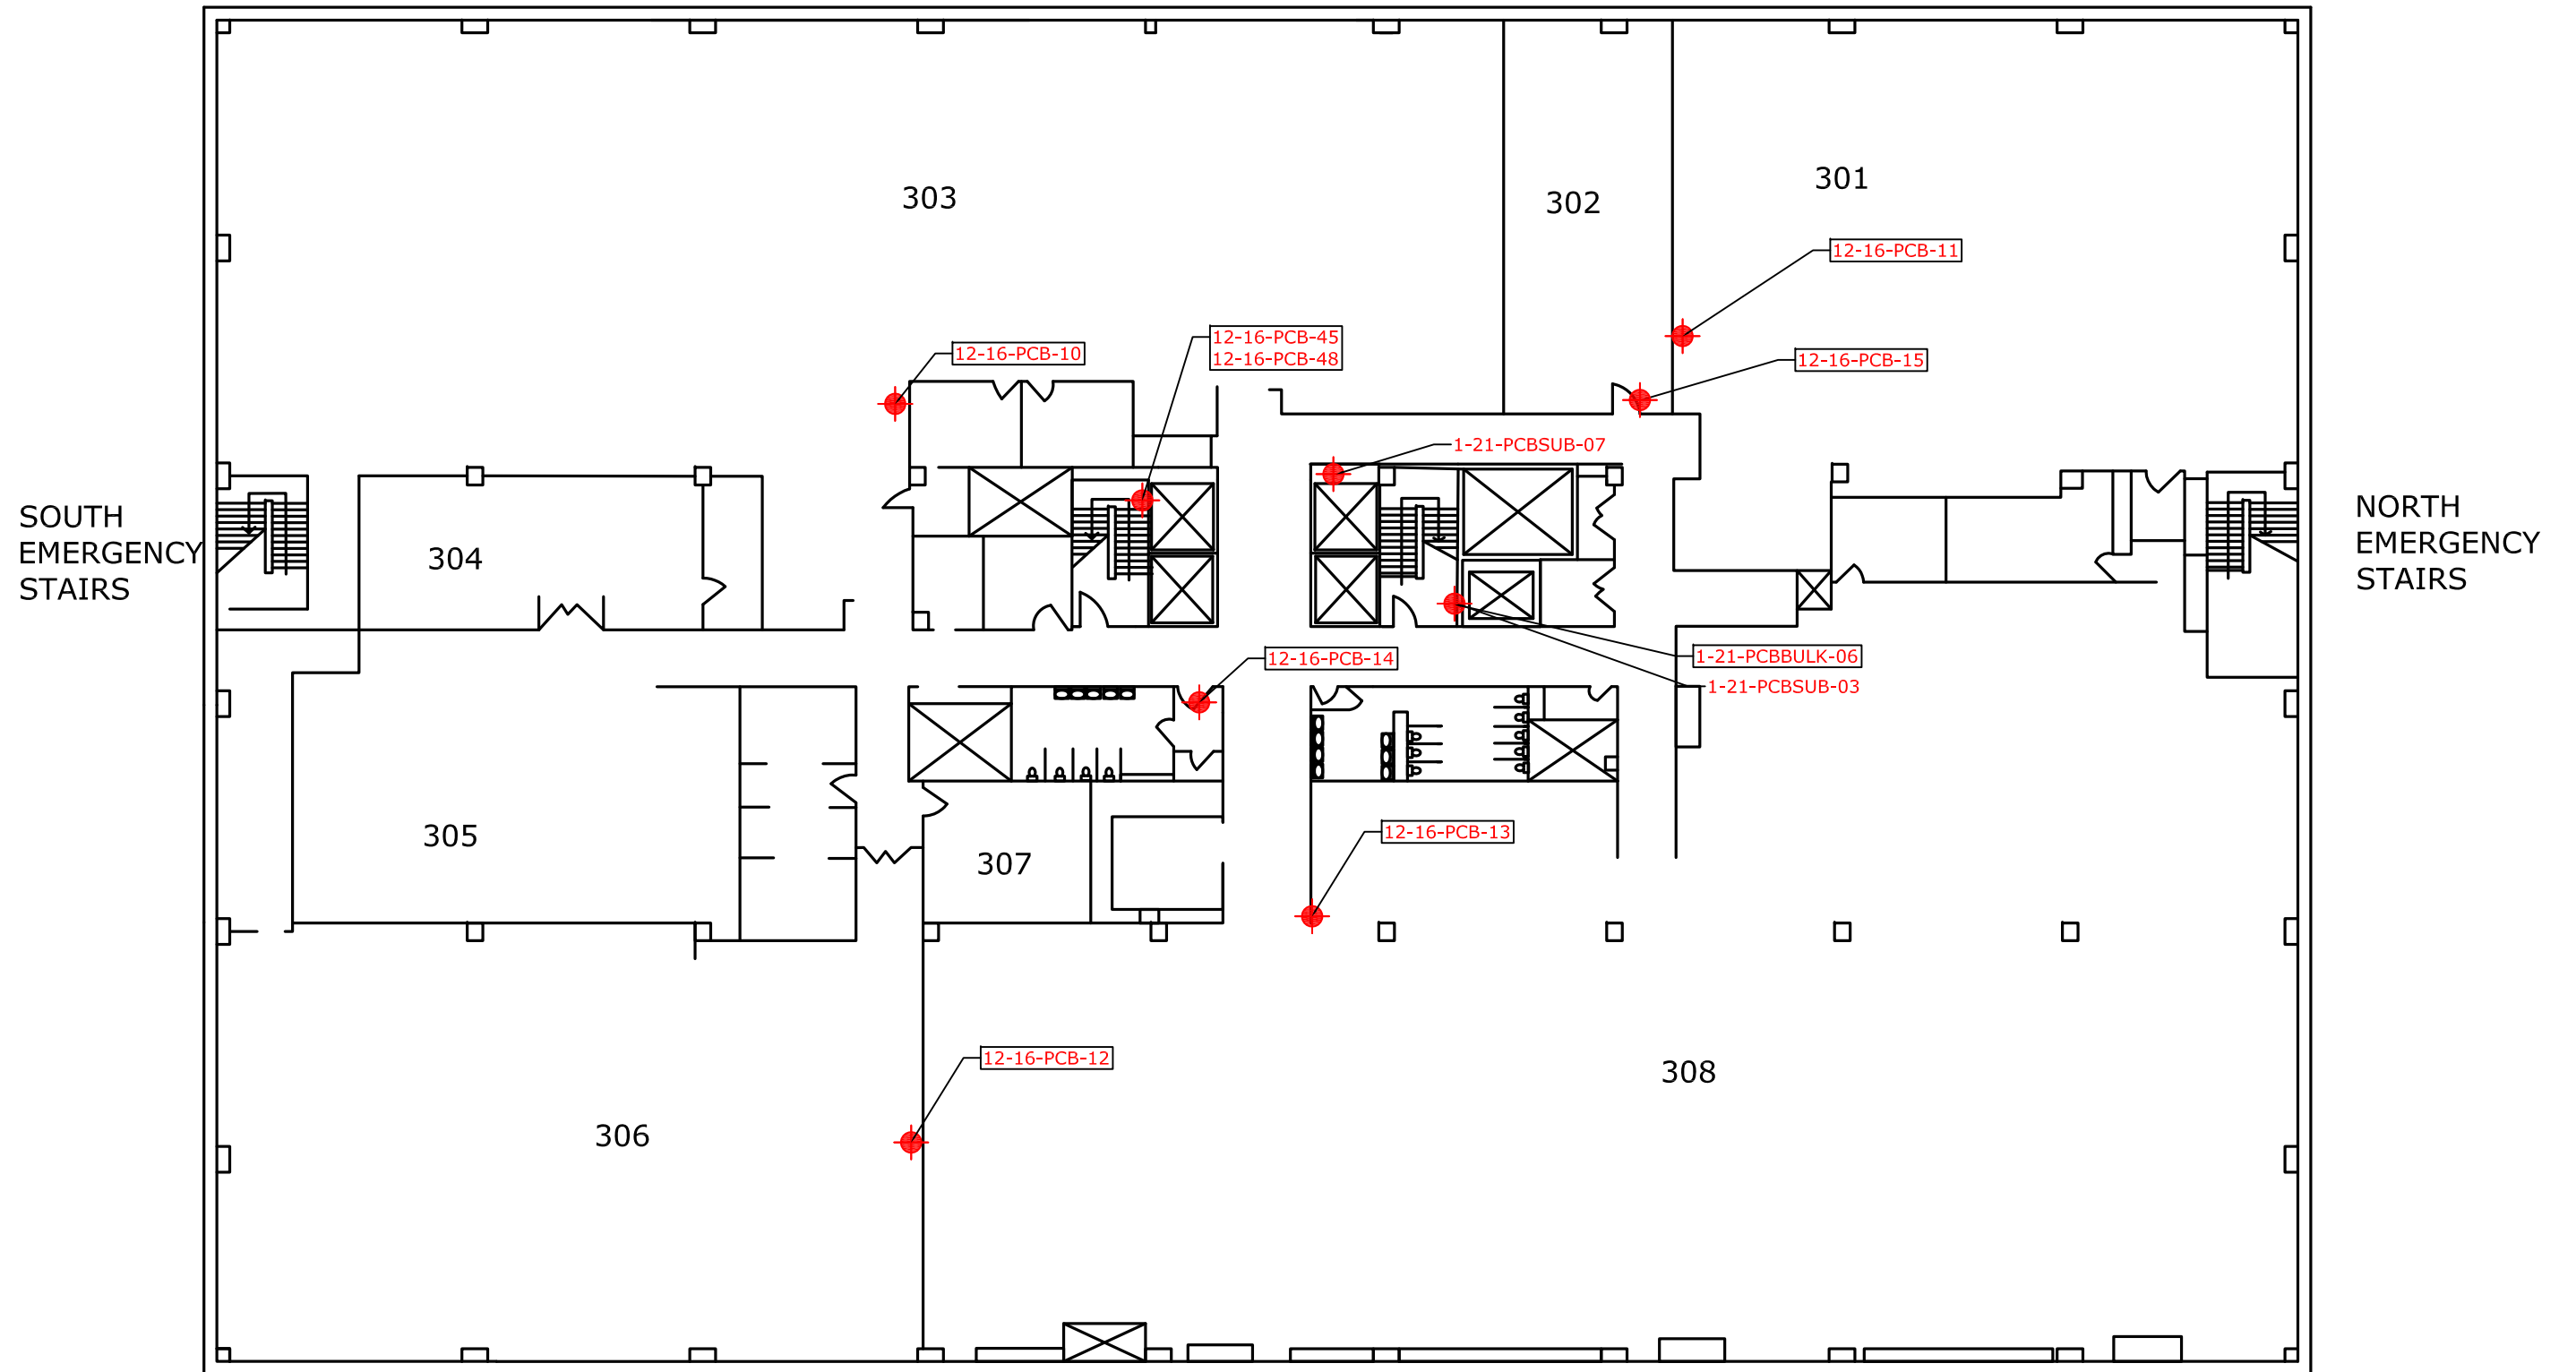 301
303
302
12-16-PCB-11
12-16-PCB-45
12-16-PCB-48
12-16-PCB-10
12-16-PCB-15
1-21-PCBSUB-07
SOUTH
EMERGENCY
STAIRS
304
NORTH
EMERGENCY
STAIRS
12-16-PCB-14
1-21-PCBBULK-06
1-21-PCBSUB-03
305
12-16-PCB-13
307
12-16-PCB-12
308
306